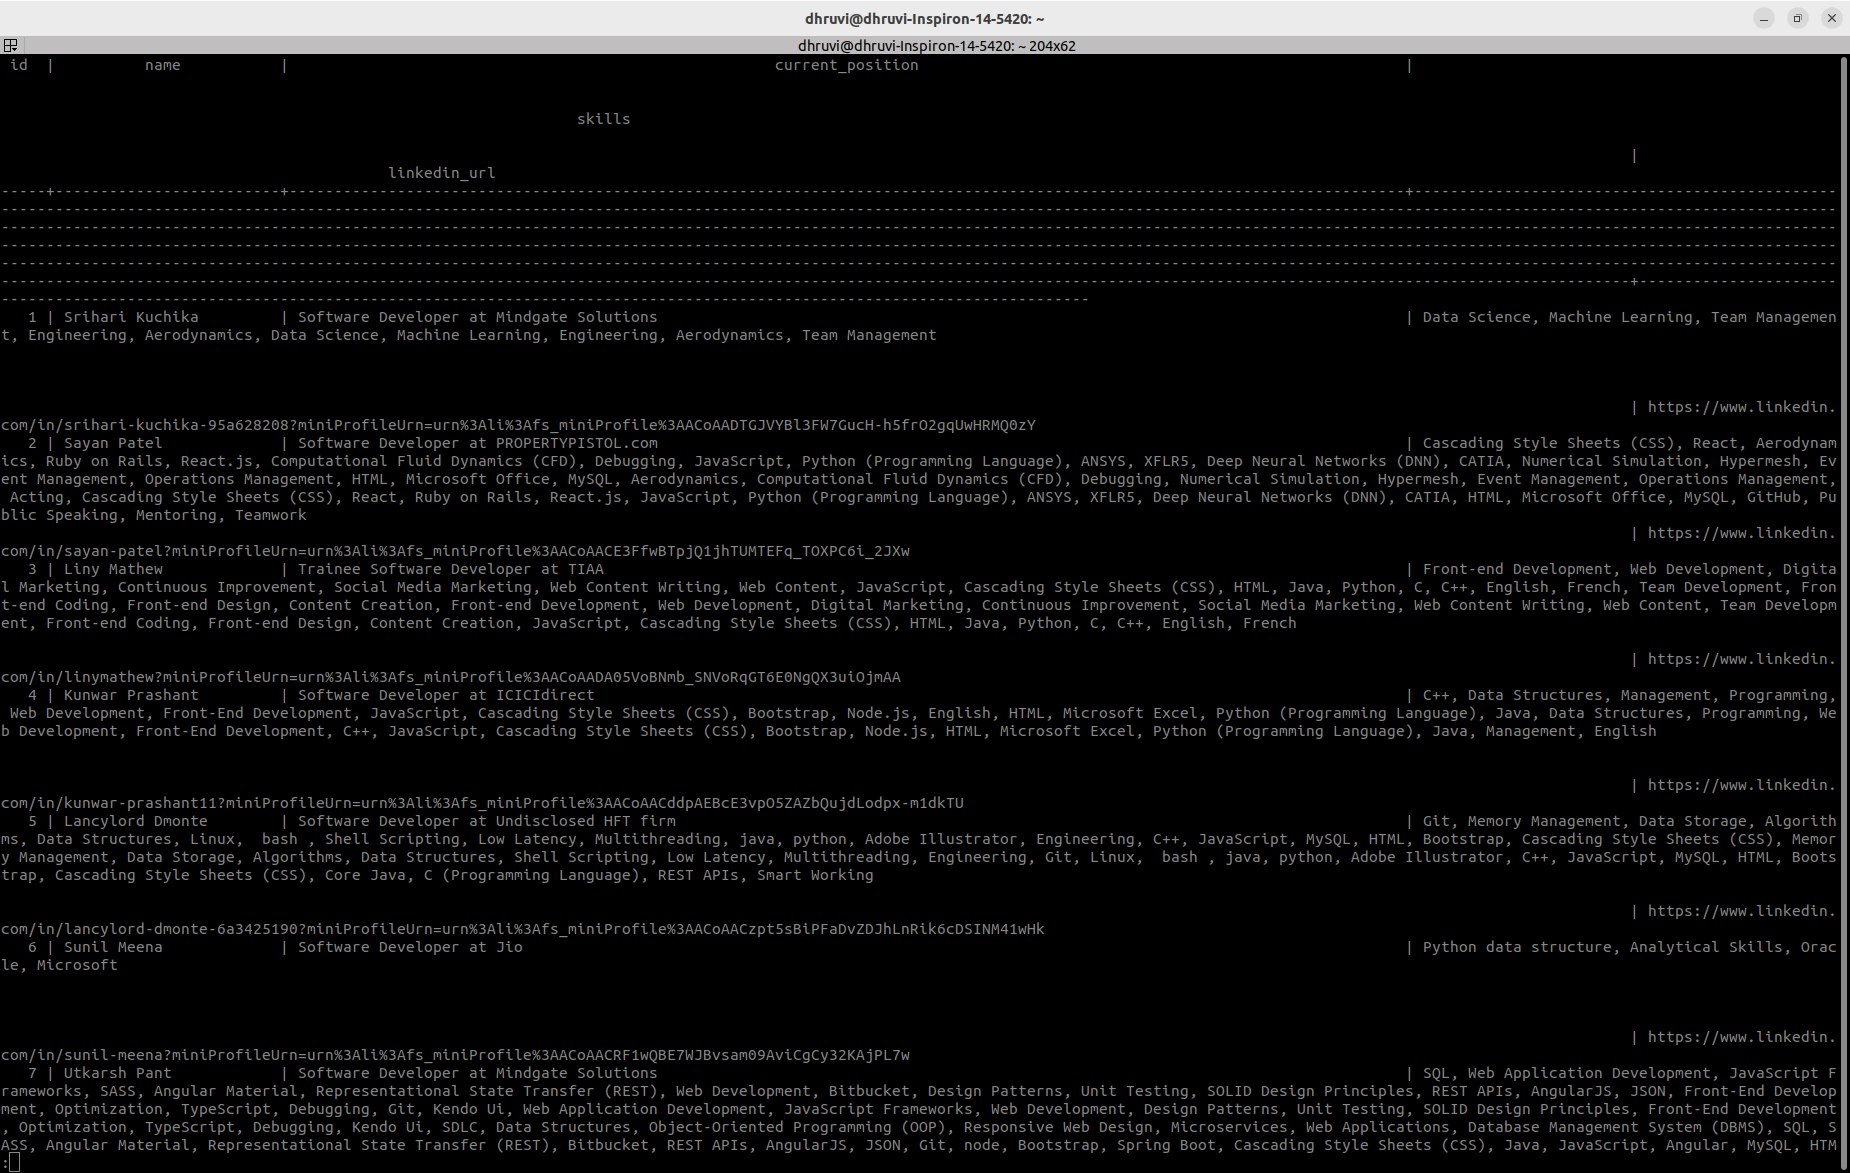 dhruvi@dhruvi-Inspiron-14-5420: ~
dhruvi@dhruvi-Inspiron-14-5420: ~ 204x62
id | name | current_position |
skills
|
linkedin_url
1 | Srihari Kuchika | Software Developer at Mindgate Solutions | Data Science, Machine Learning, Team Managemen
t, Engineering, Aerodynamics, Data Science, Machine Learning, Engineering, Aerodynamics, Team Management
| https://www.linkedin.
com/in/srihari-kuchika-95a628208?miniProfileUrn=urn%3Ali%3Afs_miniProfile%3AACoAADTGJVYBl3FW7GucH-h5frO2gqUwHRMQ0zY
2 | Sayan Patel | Software Developer at PROPERTYPISTOL.com | Cascading Style Sheets (CSS), React, Aerodynam
ics, Ruby on Rails, React.js, Computational Fluid Dynamics (CFD), Debugging, JavaScript, Python (Programming Language), ANSYS, XFLR5, Deep Neural Networks (DNN), CATIA, Numerical Simulation, Hypermesh, Ev
ent Management, Operations Management, HTML, Microsoft Office, MySQL, Aerodynamics, Computational Fluid Dynamics (CFD), Debugging, Numerical Simulation, Hypermesh, Event Management, Operations Management,
Acting, Cascading Style Sheets (CSS), React, Ruby on Rails, React.js, JavaScript, Python (Programming Language), ANSYS, XFLR5, Deep Neural Networks (DNN), CATIA, HTML, Microsoft Office, MySQL, GitHub, Pu
blic Speaking, Mentoring, Teamwork
| https://www.linkedin.
com/in/sayan-patel?miniProfileUrn=urn%3Ali%3Afs_miniProfile%3AACoAACE3FfwBTpjQ1jhTUMTEFq_TOXPC6i_2JXw
3 | Liny Mathew | Trainee Software Developer at TIAA | Front-end Development, Web Development, Digita
l Marketing, Continuous Improvement, Social Media Marketing, Web Content Writing, Web Content, JavaScript, Cascading Style Sheets (CSS), HTML, Java, Python, C, C++, English, French, Team Development, Fron
t-end Coding, Front-end Design, Content Creation, Front-end Development, Web Development, Digital Marketing, Continuous Improvement, Social Media Marketing, Web Content Writing, Web Content, Team Developm
ent, Front-end Coding, Front-end Design, Content Creation, JavaScript, Cascading Style Sheets (CSS), HTML, Java, Python, C, C++, English, French
| https://www.linkedin.
com/in/linymathew?miniProfileUrn=urn%3Ali%3Afs_miniProfile%3AACoAADA05VoBNmb_SNVoRqGT6E0NgQX3uiOjmAA
4 | Kunwar Prashant | Software Developer at ICICIdirect | C++, Data Structures, Management, Programming,
Web Development, Front-End Development, JavaScript, Cascading Style Sheets (CSS), Bootstrap, Node.js, English, HTML, Microsoft Excel, Python (Programming Language), Java, Data Structures, Programming, We
b Development, Front-End Development, C++, JavaScript, Cascading Style Sheets (CSS), Bootstrap, Node.js, HTML, Microsoft Excel, Python (Programming Language), Java, Management, English
| https://www.linkedin.
com/in/kunwar-prashant11?miniProfileUrn=urn%3Ali%3Afs_miniProfile%3AACoAACddpAEBcE3vpO5ZAZbQujdLodpx-m1dkTU
5 | Lancylord Dmonte | Software Developer at Undisclosed HFT firm | Git, Memory Management, Data Storage, Algorith
ms, Data Structures, Linux,  bash , Shell Scripting, Low Latency, Multithreading, java, python, Adobe Illustrator, Engineering, C++, JavaScript, MySQL, HTML, Bootstrap, Cascading Style Sheets (CSS), Memor
y Management, Data Storage, Algorithms, Data Structures, Shell Scripting, Low Latency, Multithreading, Engineering, Git, Linux,  bash , java, python, Adobe Illustrator, C++, JavaScript, MySQL, HTML, Boots
trap, Cascading Style Sheets (CSS), Core Java, C (Programming Language), REST APIs, Smart Working
| https://www.linkedin.
com/in/lancylord-dmonte-6a3425190?miniProfileUrn=urn%3Ali%3Afs_miniProfile%3AACoAACzpt5sBiPFaDvZDJhLnRik6cDSINM41wHk
6 | Sunil Meena | Software Developer at Jio | Python data structure, Analytical Skills, Orac
le, Microsoft
| https://www.linkedin.
com/in/sunil-meena?miniProfileUrn=urn%3Ali%3Afs_miniProfile%3AACoAACRF1wQBE7WJBvsam09AviCgCy32KAjPL7w
7 | Utkarsh Pant | Software Developer at Mindgate Solutions | SQL, Web Application Development, JavaScript F
rameworks, SASS, Angular Material, Representational State Transfer (REST), Web Development, Bitbucket, Design Patterns, Unit Testing, SOLID Design Principles, REST APIs, AngularJS, JSON, Front-End Develop
ment, Optimization, TypeScript, Debugging, Git, Kendo Ui, Web Application Development, JavaScript Frameworks, Web Development, Design Patterns, Unit Testing, SOLID Design Principles, Front-End Development
, Optimization, TypeScript, Debugging, Kendo Ui, SDLC, Data Structures, Object-Oriented Programming (OOP), Responsive Web Design, Microservices, Web Applications, Database Management System (DBMS), SQL, S
ASS, Angular Material, Representational State Transfer (REST), Bitbucket, REST APIs, AngularJS, JSON, Git, node, Bootstrap, Spring Boot, Cascading Style Sheets (CSS), Java, JavaScript, Angular, MySQL, HTM
: